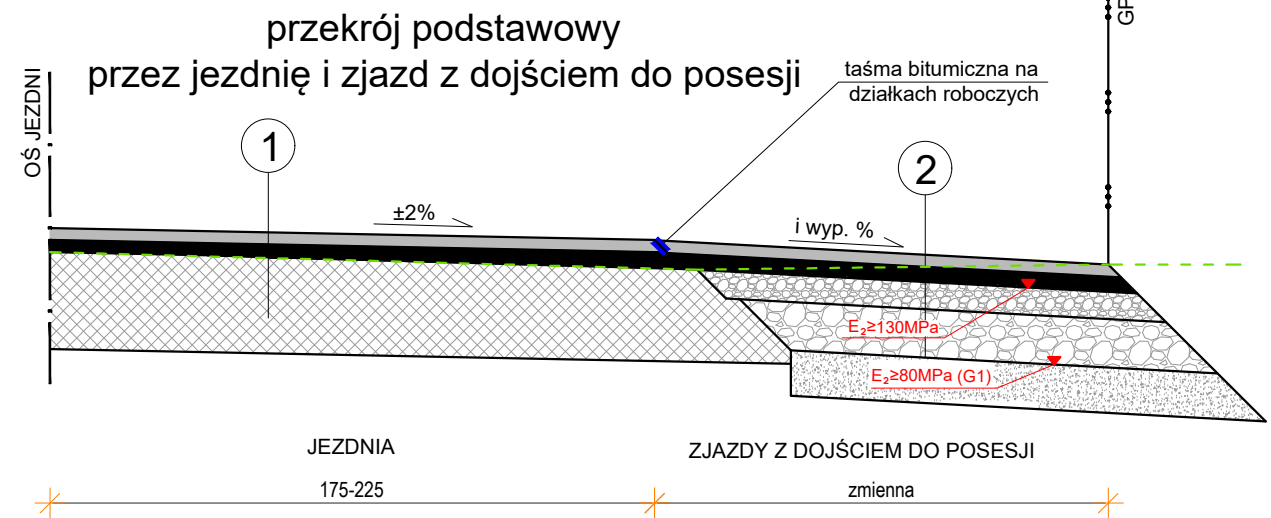 przekrój podstawowy
przez jezdnię i zjazd z dojściem do posesji
OŚ JEZDNI
taśma bitumiczna na
działkach roboczych
1
2
±2%
i wyp. %
E₂≥130MPa
E₂≥80MPa (G1)
JEZDNIA
ZJAZDY Z DOJŚCIEM DO POSESJI
175-225
zmienna